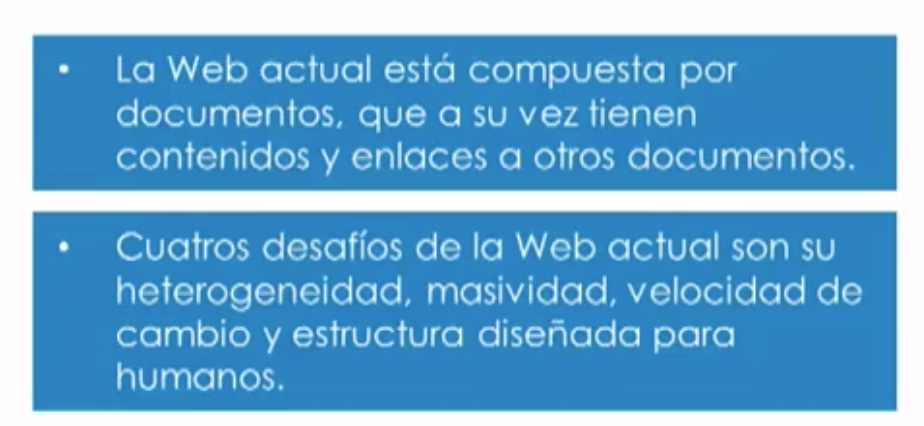 • La Web actual está compuesta por
documentos, que a su vez tienen
contenidos y enlaces a otros documentos.
• Cuatros desafíos de la Web actual son su
heterogeneidad, masividad, velocidad de
cambio y estructura diseñada para
humanos.